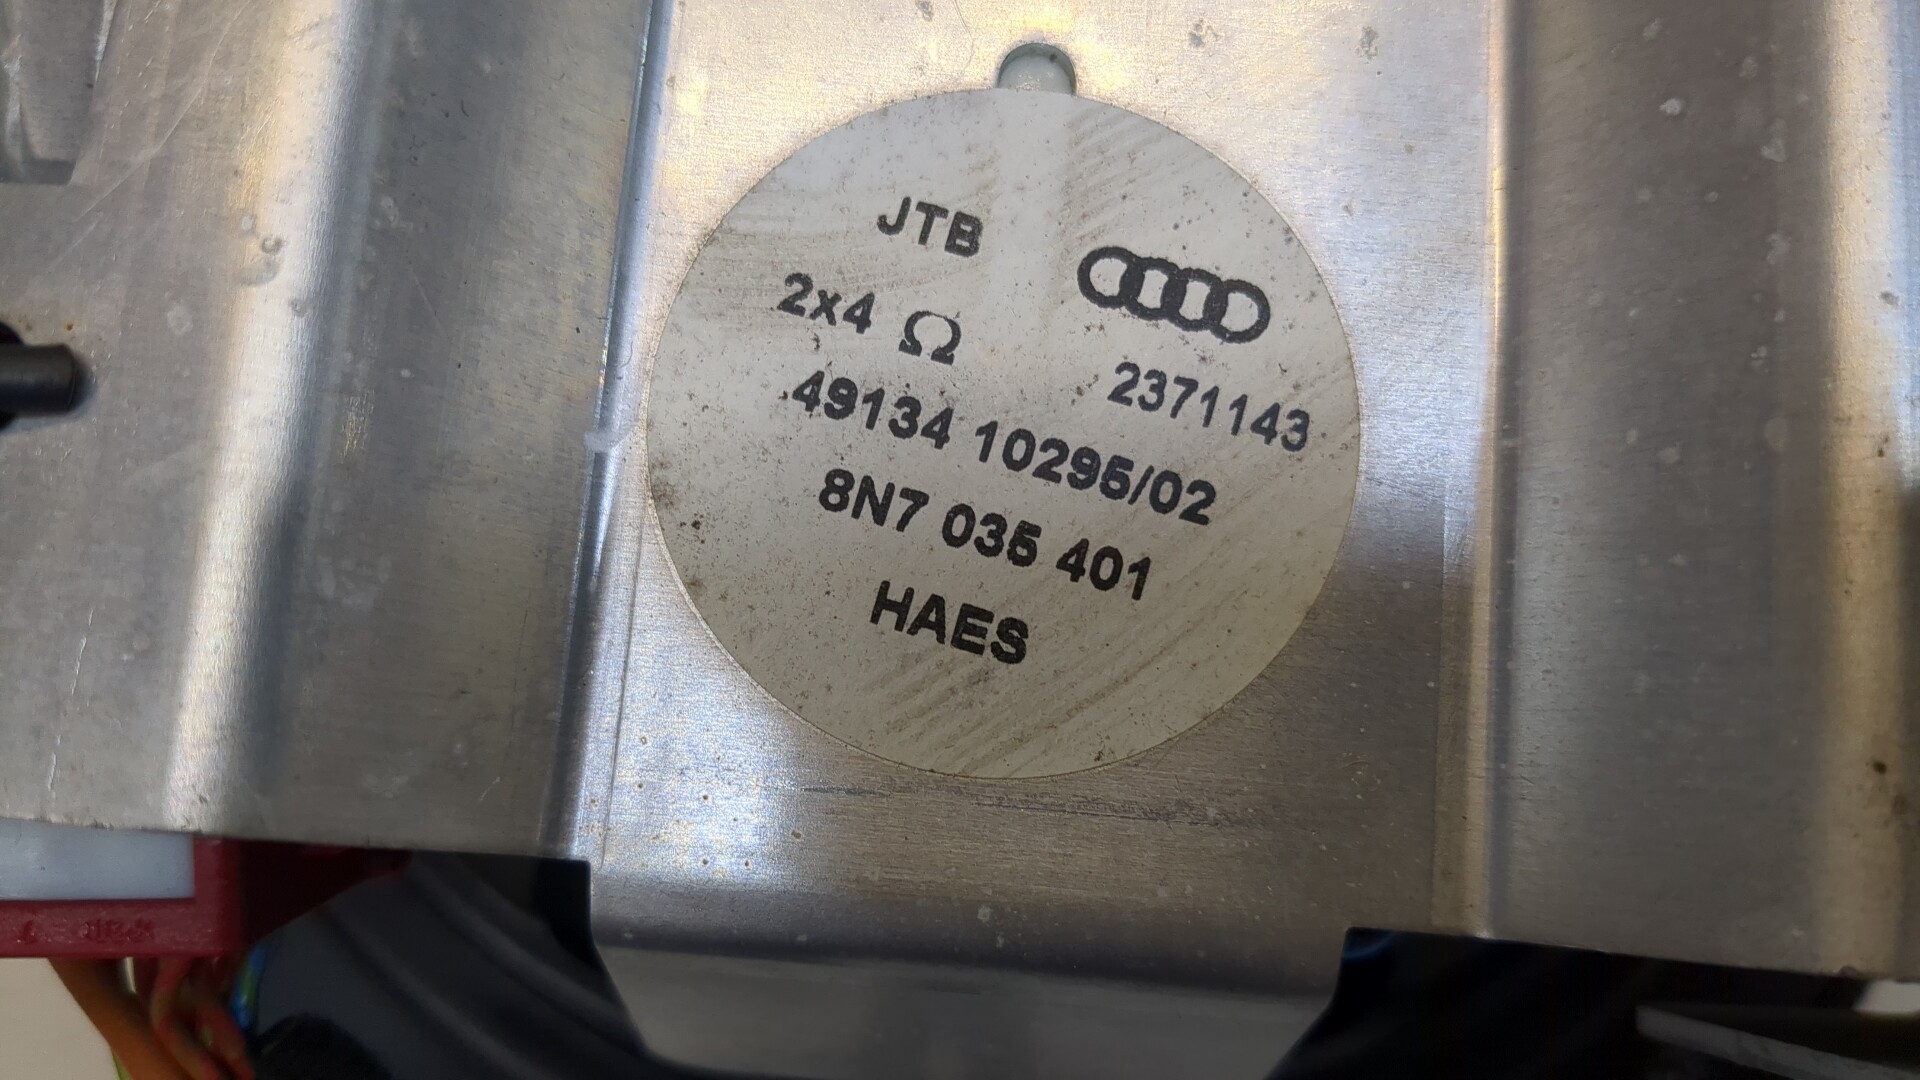 JTB
2x4 Ω
2371143
49134 10295/02
8N7 035 401
HAES